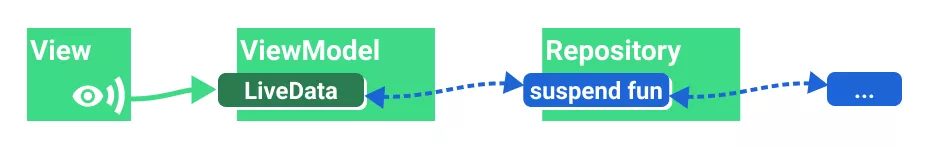 View
ViewModel
Repository
LiveData
suspend fun
...